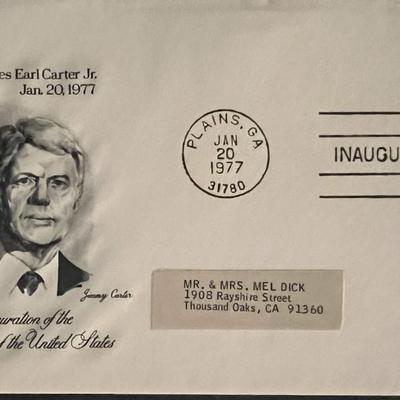 es Earl Carter Jr.
Jan. 20, 1977
PLAINS, GA
JAN
20
1977
31780
INAUGU
Jimmy Carter
MR. & MRS. MEL DICK
1908 Rayshire Street
Thousand Oaks, CA 91360
uration of the
of the United States